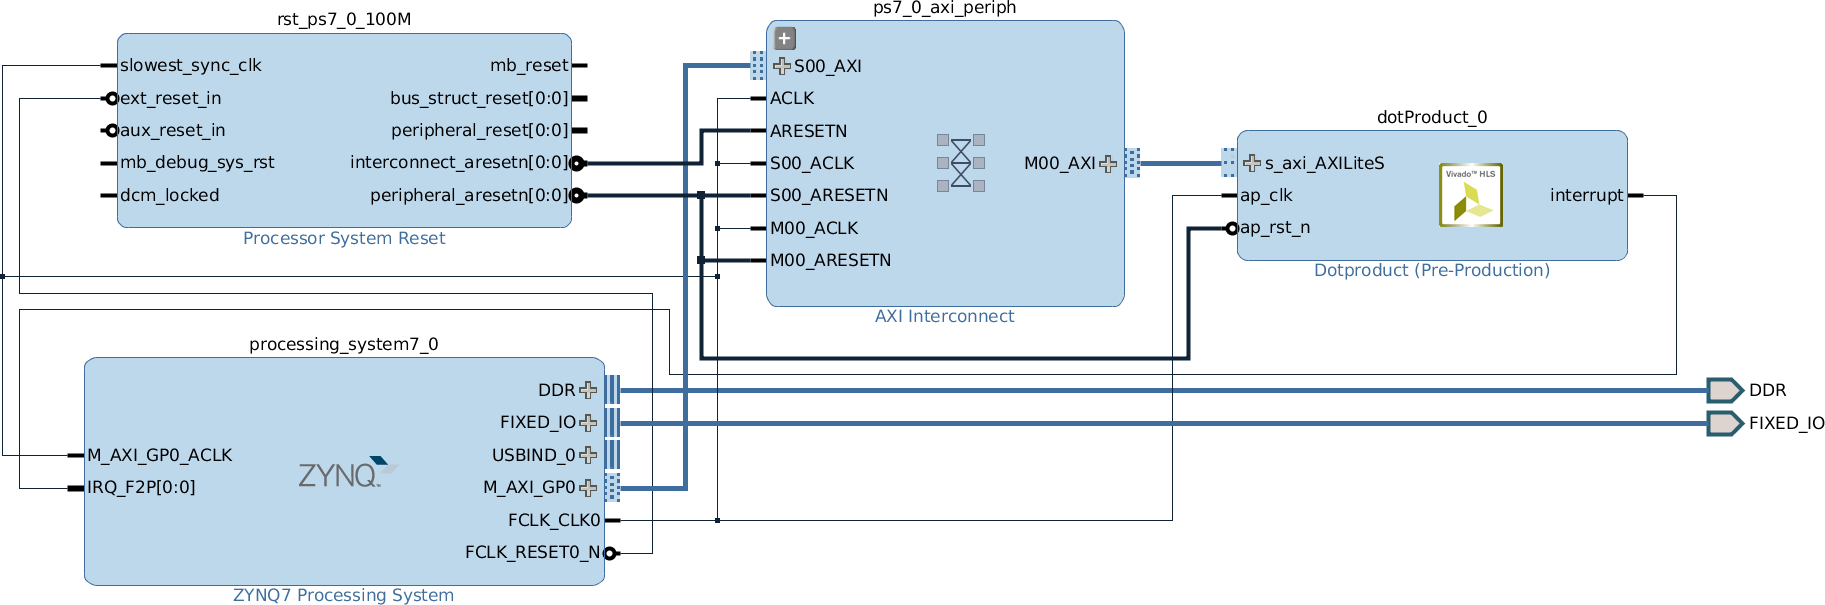 rst_ps7_0_100M
slowest_sync_clk
ext_reset_in
aux_reset_in
mb_debug_sys_rst
dcm_locked
mb_reset
bus_struct_reset[0:0]
peripheral_reset[0:0]
interconnect_aresetn[0:0]
peripheral_aresetn[0:0]
Processor System Reset
ps7_0_axi_periph
S00_AXI
ACLK
ARESETN
S00_ACLK
S00_ARESETN
M00_ACLK
M00_ARESETN
M00_AXI
AXI Interconnect
dotProduct_0
s_axi_AXILiteS
ap_clk
ap_rst_n
Vivado™ HLS
interrupt
Dotproduct (Pre-Production)
processing_system7_0
M_AXI_GP0_ACLK
IRQ_F2P[0:0]
ZYNQ
DDR
FIXED_IO
USBIND_0
M_AXI_GP0
FCLK_CLK0
FCLK_RESET0_N
ZYNQ7 Processing System
DDR
FIXED_IO